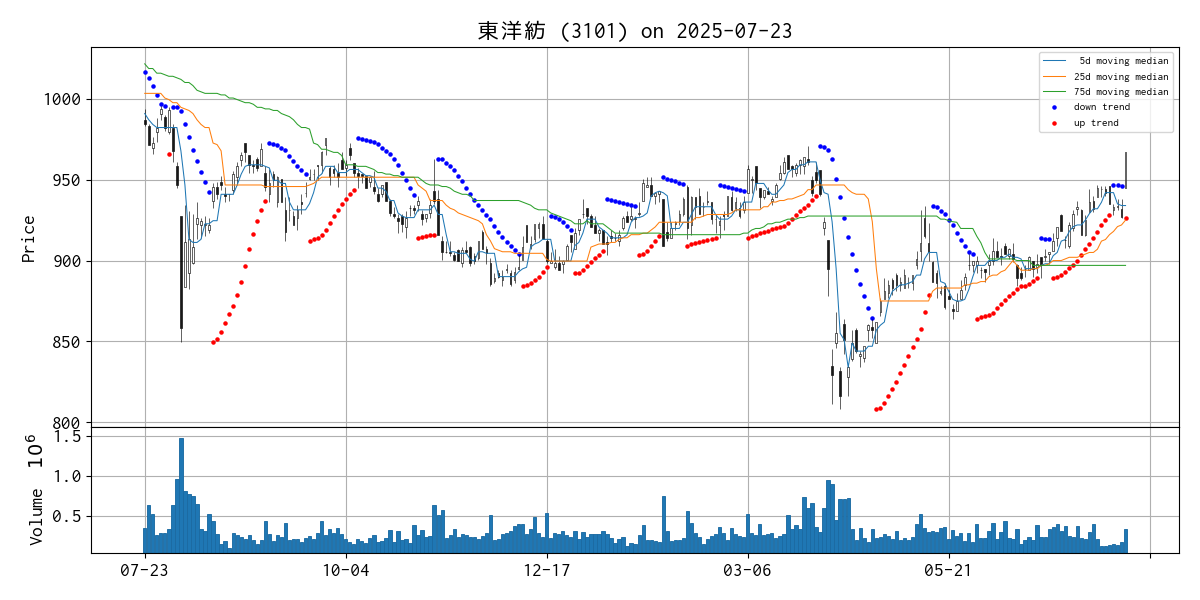 東洋紡 (3101) on 2025-07-23
5d moving median
25d moving median
75d moving median
down trend
up trend
Price
1000
950
900
850
800
Volume 10^6
1.5
1.0
0.5
07-23
10-04
12-17
03-06
05-21